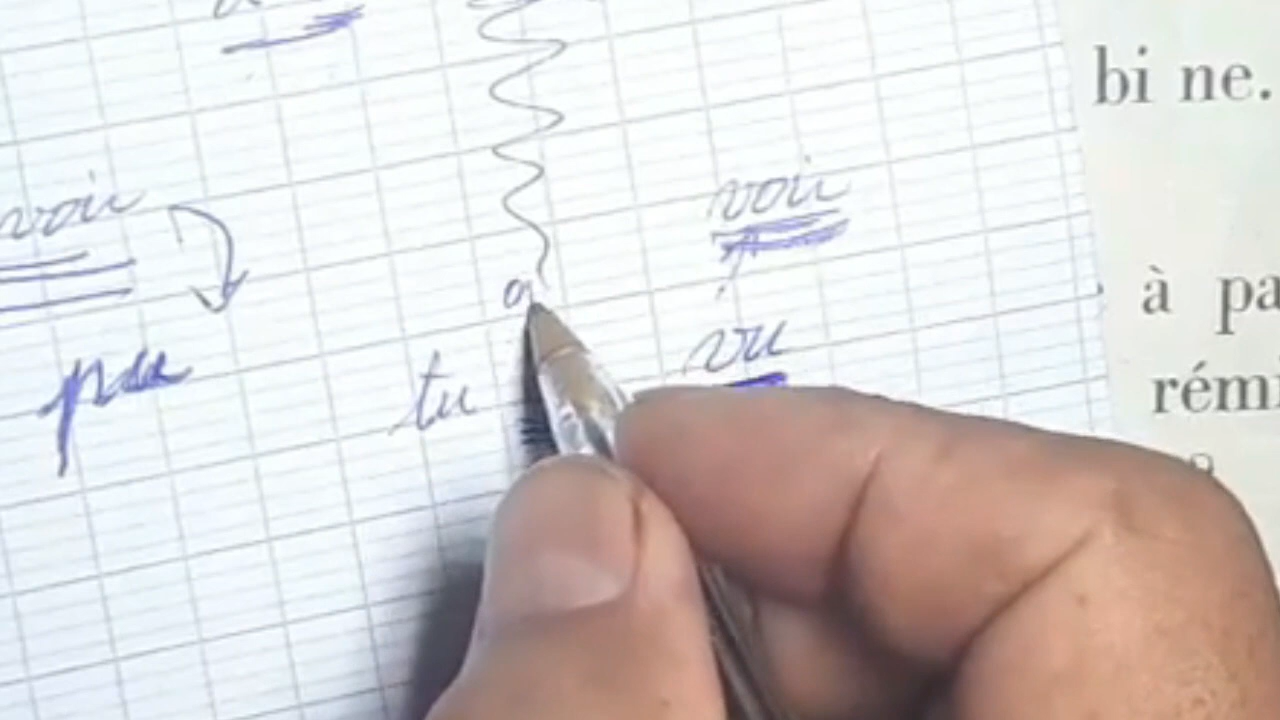 bi ne.
voir voir
à pa
rémi
vu
pu tu